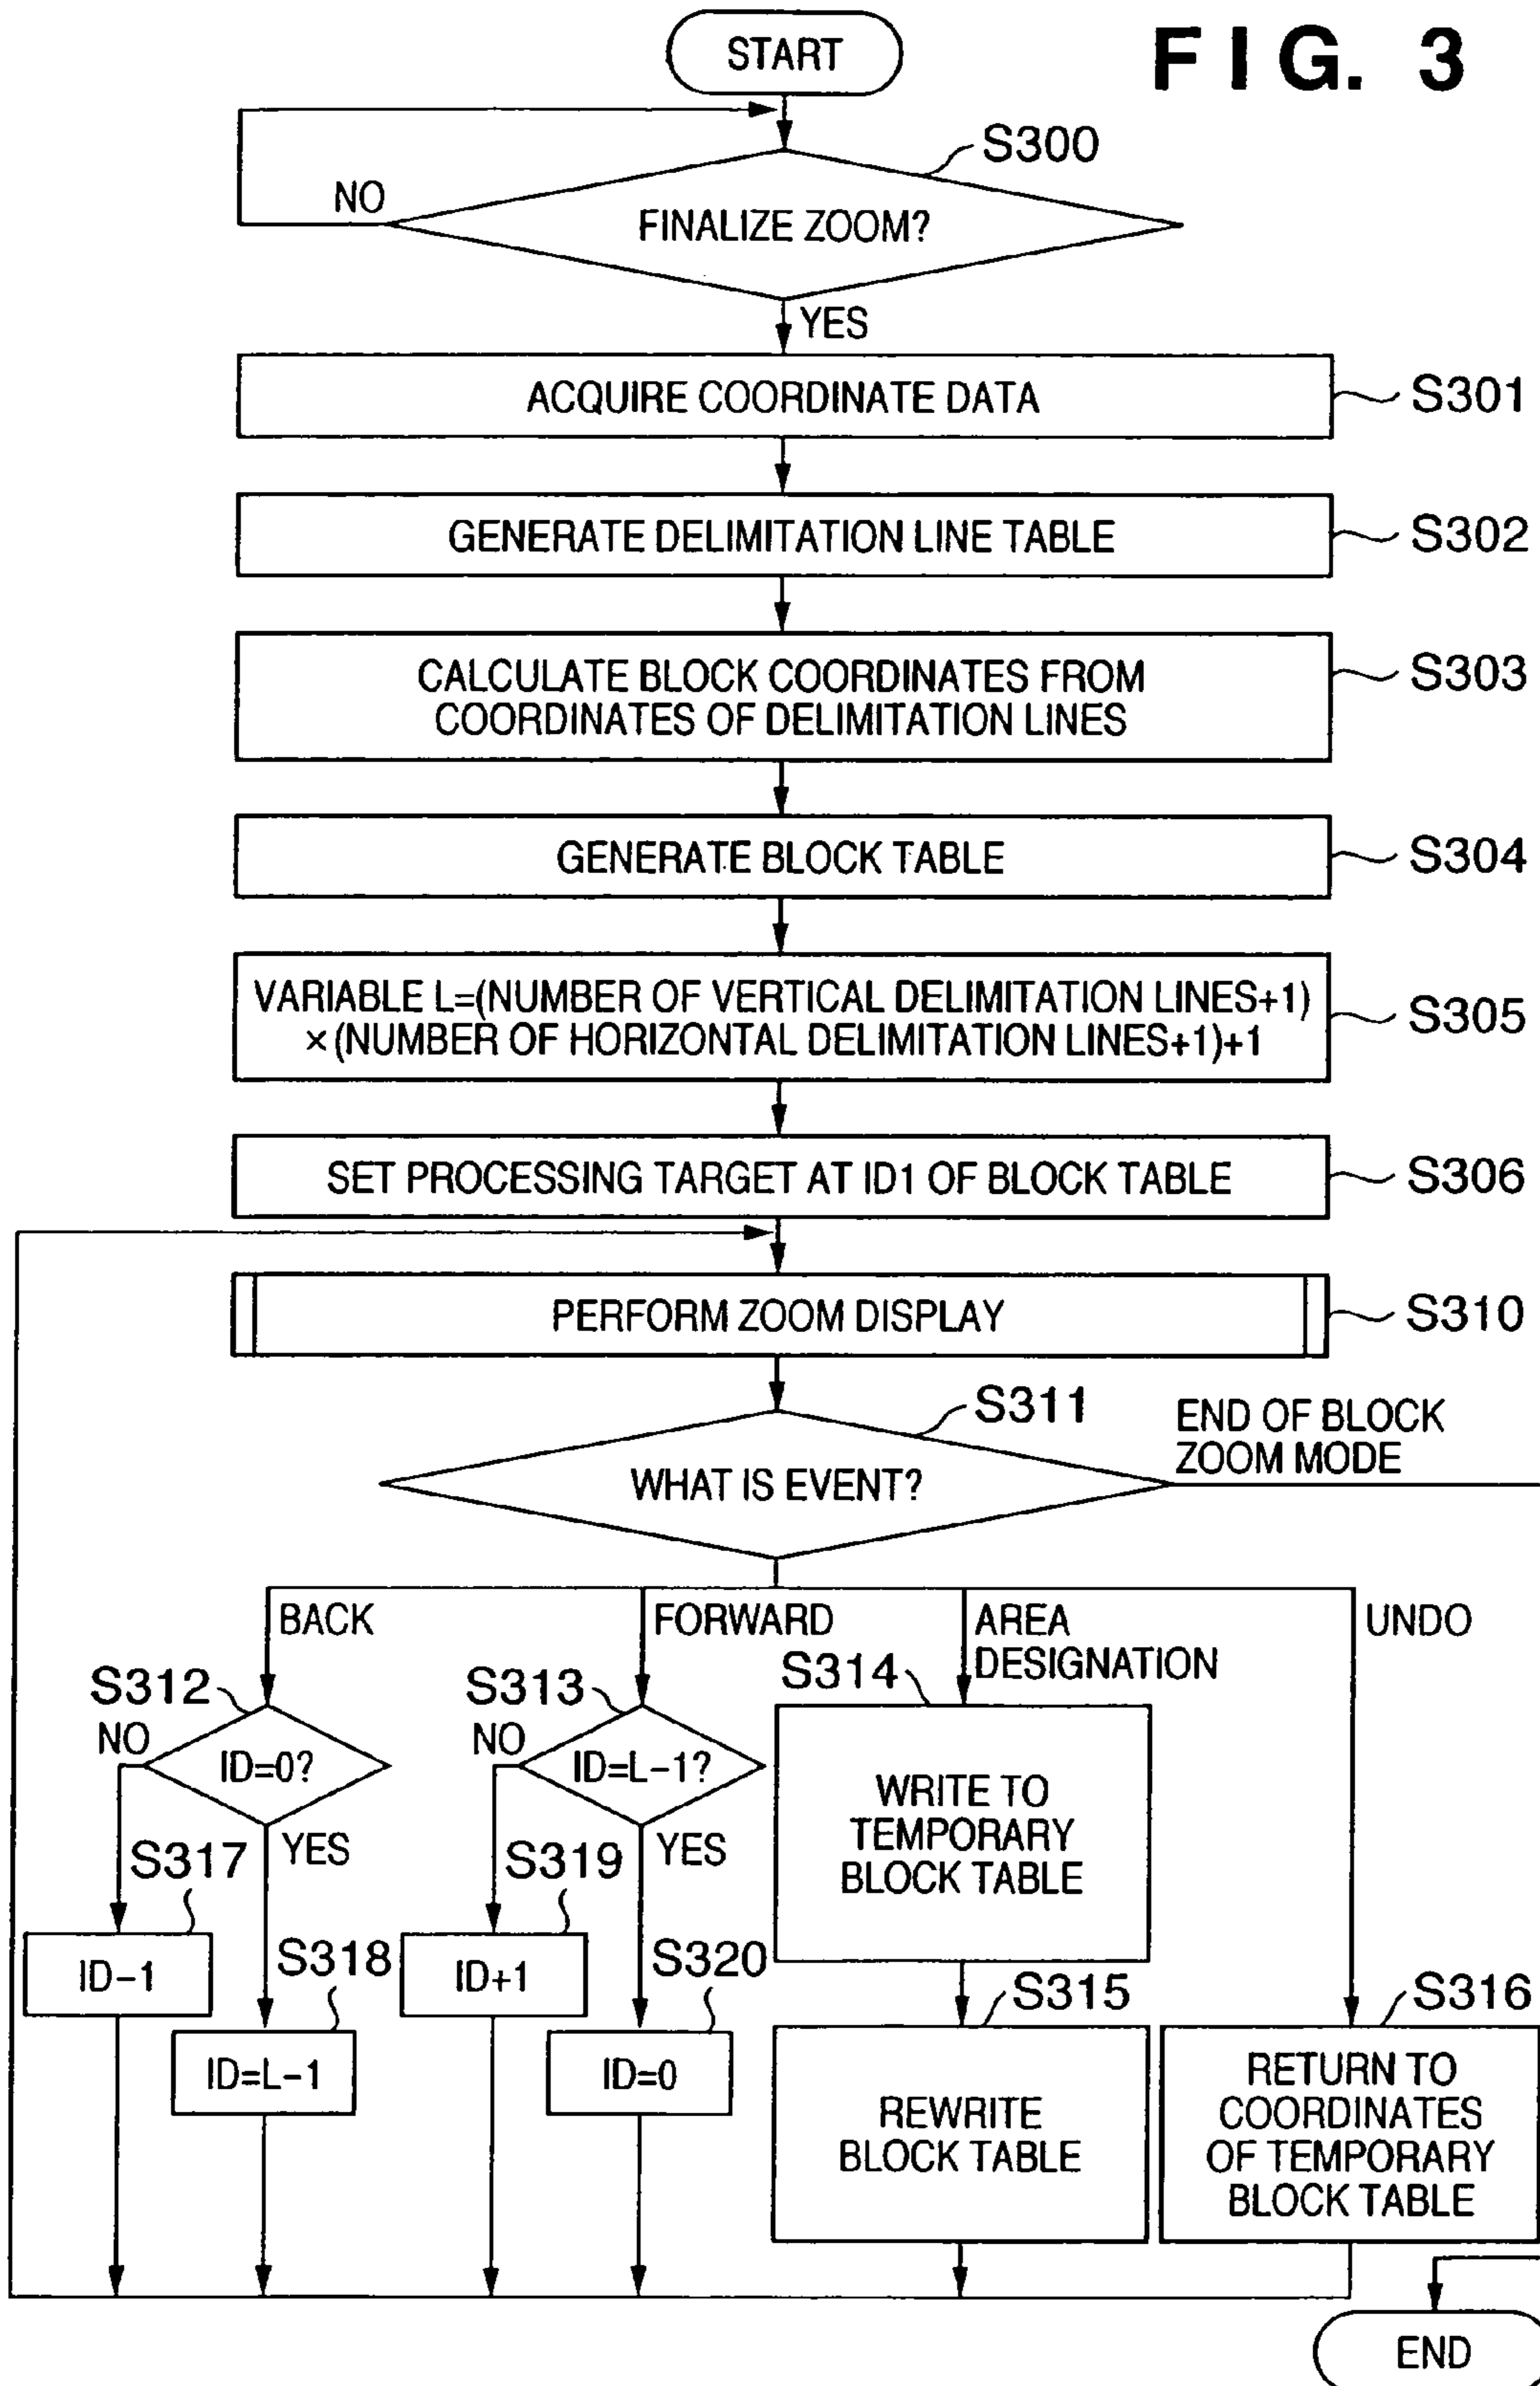 FIG. 3
START
S300
NO
FINALIZE ZOOM?
YES
ACQUIRE COORDINATE DATA
S301
GENERATE DELIMITATION LINE TABLE
S302
CALCULATE BLOCK COORDINATES FROM
COORDINATES OF DELIMITATION LINES
S303
GENERATE BLOCK TABLE
S304
VARIABLE L=(NUMBER OF VERTICAL DELIMITATION LINES+1)
×(NUMBER OF HORIZONTAL DELIMITATION LINES+1)+1
S305
SET PROCESSING TARGET AT ID1 OF BLOCK TABLE
S306
PERFORM ZOOM DISPLAY
S310
S311
END OF BLOCK
ZOOM MODE
WHAT IS EVENT?
BACK
FORWARD
AREA
DESIGNATION
UNDO
S312
NO
ID=0?
YES
S317
ID−1
S318
ID=L−1
S313
NO
ID=L−1?
YES
S319
ID+1
S320
ID=0
S314
WRITE TO
TEMPORARY
BLOCK TABLE
S315
REWRITE
BLOCK TABLE
S316
RETURN TO
COORDINATES
OF TEMPORARY
BLOCK TABLE
END